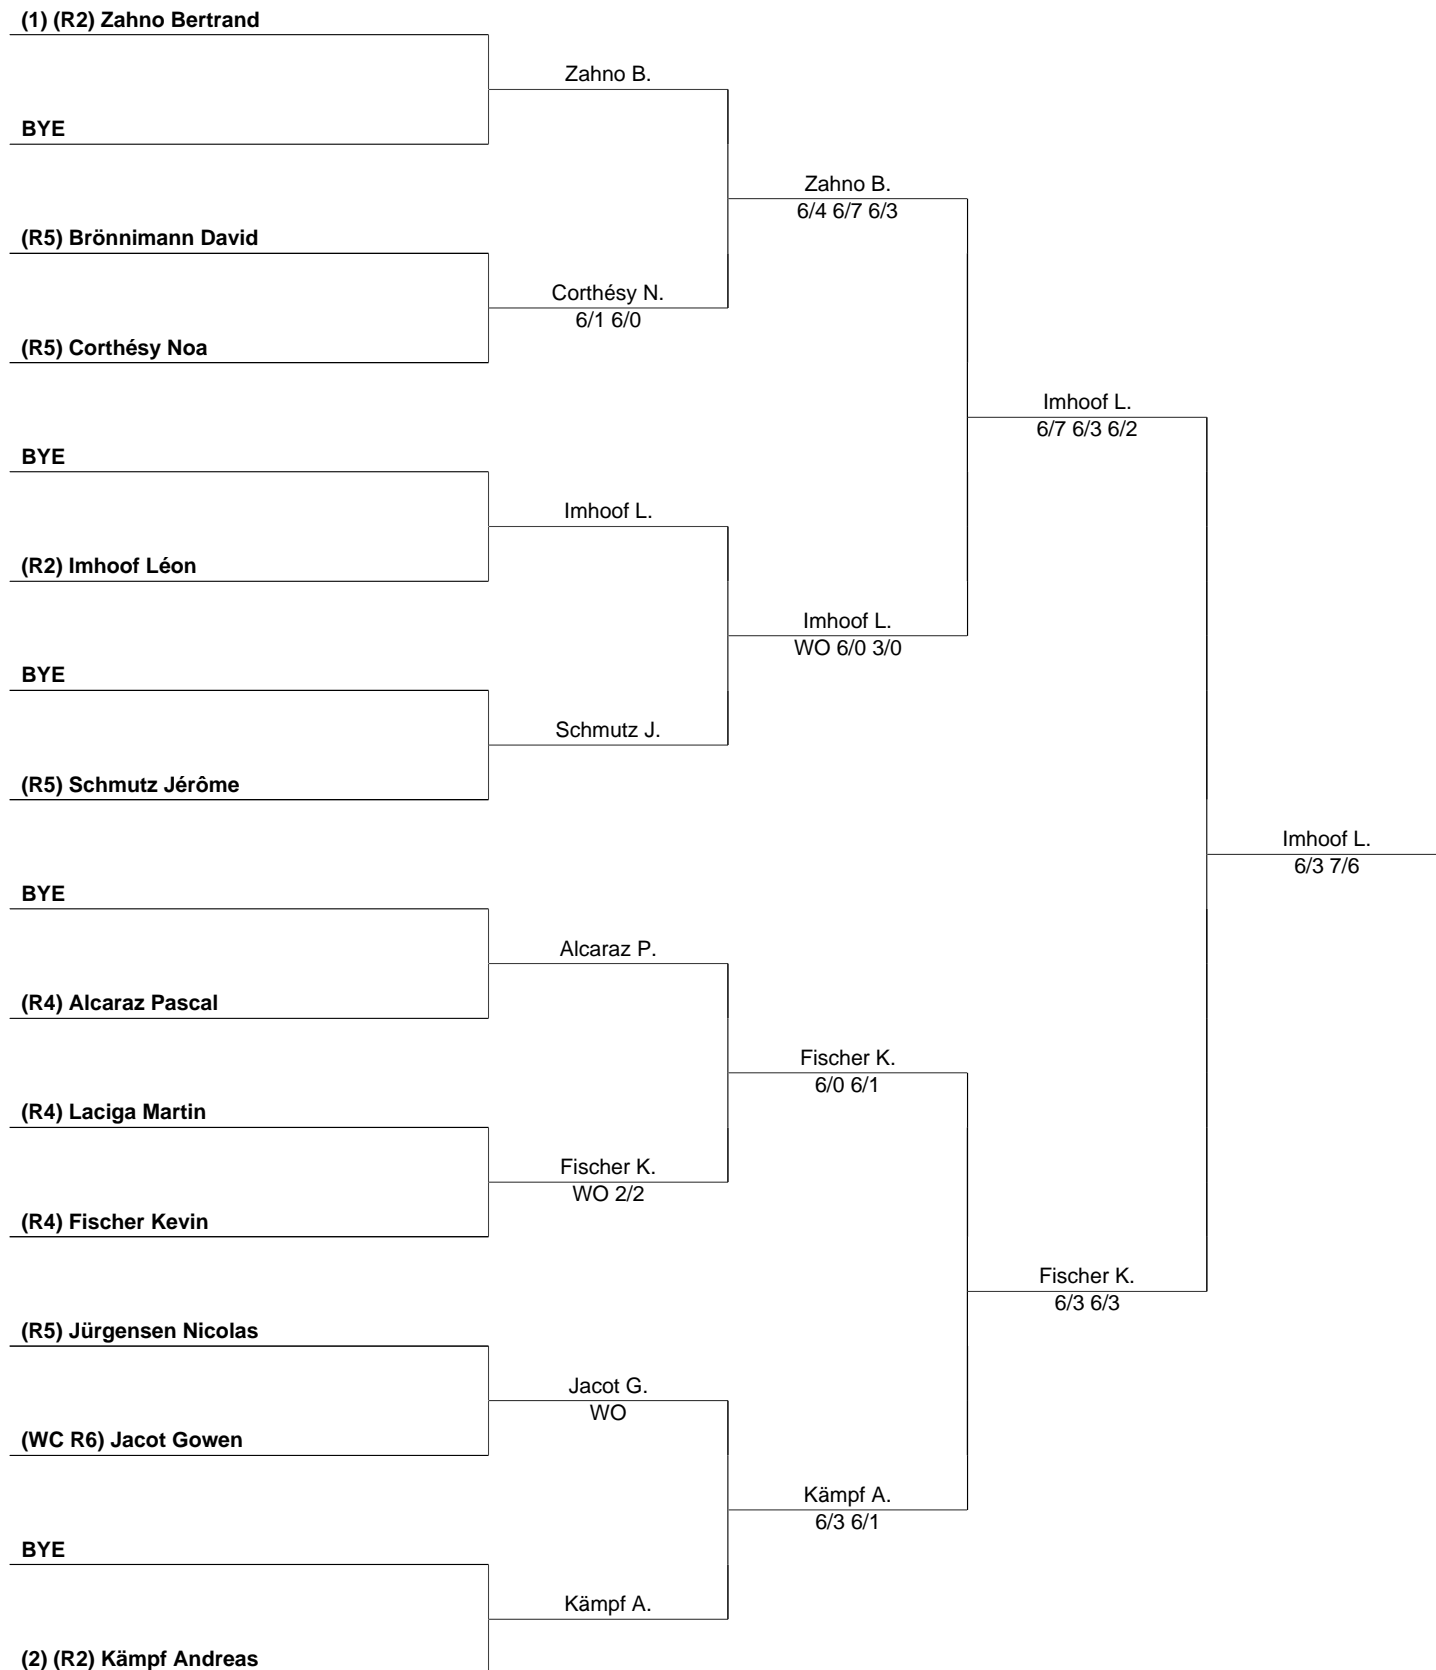 (1) (R2) Zahno Bertrand
Zahno B.
BYE
Zahno B.
6/4 6/7 6/3
(R5) Brönnimann David
Corthésy N.
6/1 6/0
(R5) Corthésy Noa
Imhoof L.
6/7 6/3 6/2
BYE
Imhoof L.
(R2) Imhoof Léon
Imhoof L.
WO 6/0 3/0
BYE
Schmutz J.
(R5) Schmutz Jérôme
Imhoof L.
6/3 7/6
BYE
Alcaraz P.
(R4) Alcaraz Pascal
Fischer K.
6/0 6/1
(R4) Laciga Martin
Fischer K.
WO 2/2
(R4) Fischer Kevin
Fischer K.
6/3 6/3
(R5) Jürgensen Nicolas
Jacot G.
WO
(WC R6) Jacot Gowen
Kämpf A.
6/3 6/1
BYE
Kämpf A.
(2) (R2) Kämpf Andreas